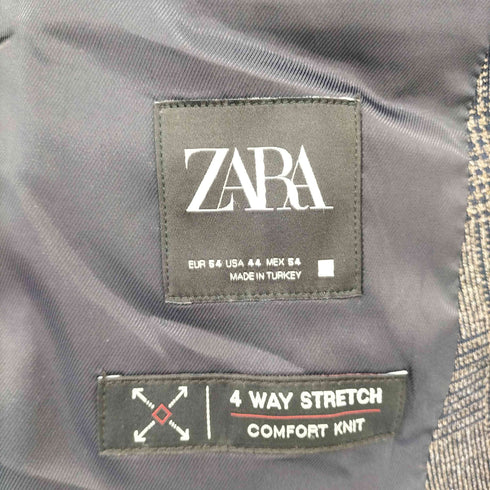 ZARA
EUR 54 USA 44 MEX 54
MADE IN TURKEY
4 WAY STRETCH
COMFORT KNIT